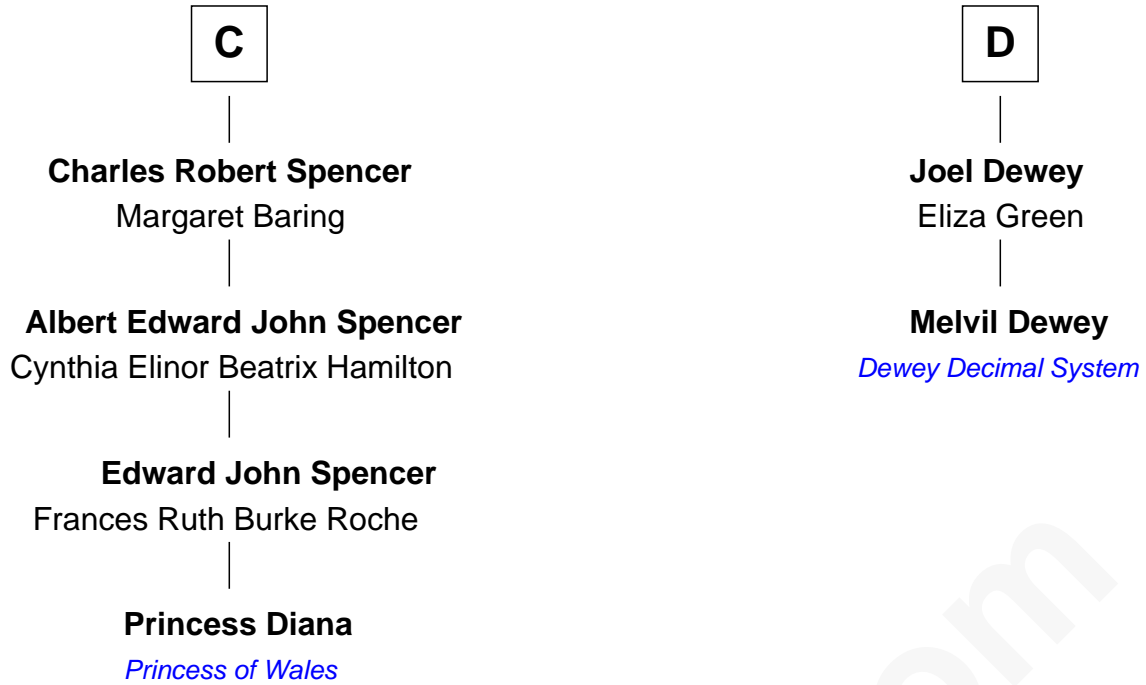 C
Charles Robert Spencer
Margaret Baring
Albert Edward John Spencer
Cynthia Elinor Beatrix Hamilton
Edward John Spencer
Frances Ruth Burke Roche
Princess Diana
Princess of Wales
D
Joel Dewey
Eliza Green
Melvil Dewey
Dewey Decimal System
om